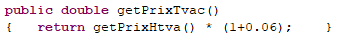 public double getPrixTvac()
{   return getPrixHtva() * (1+0.06);    }